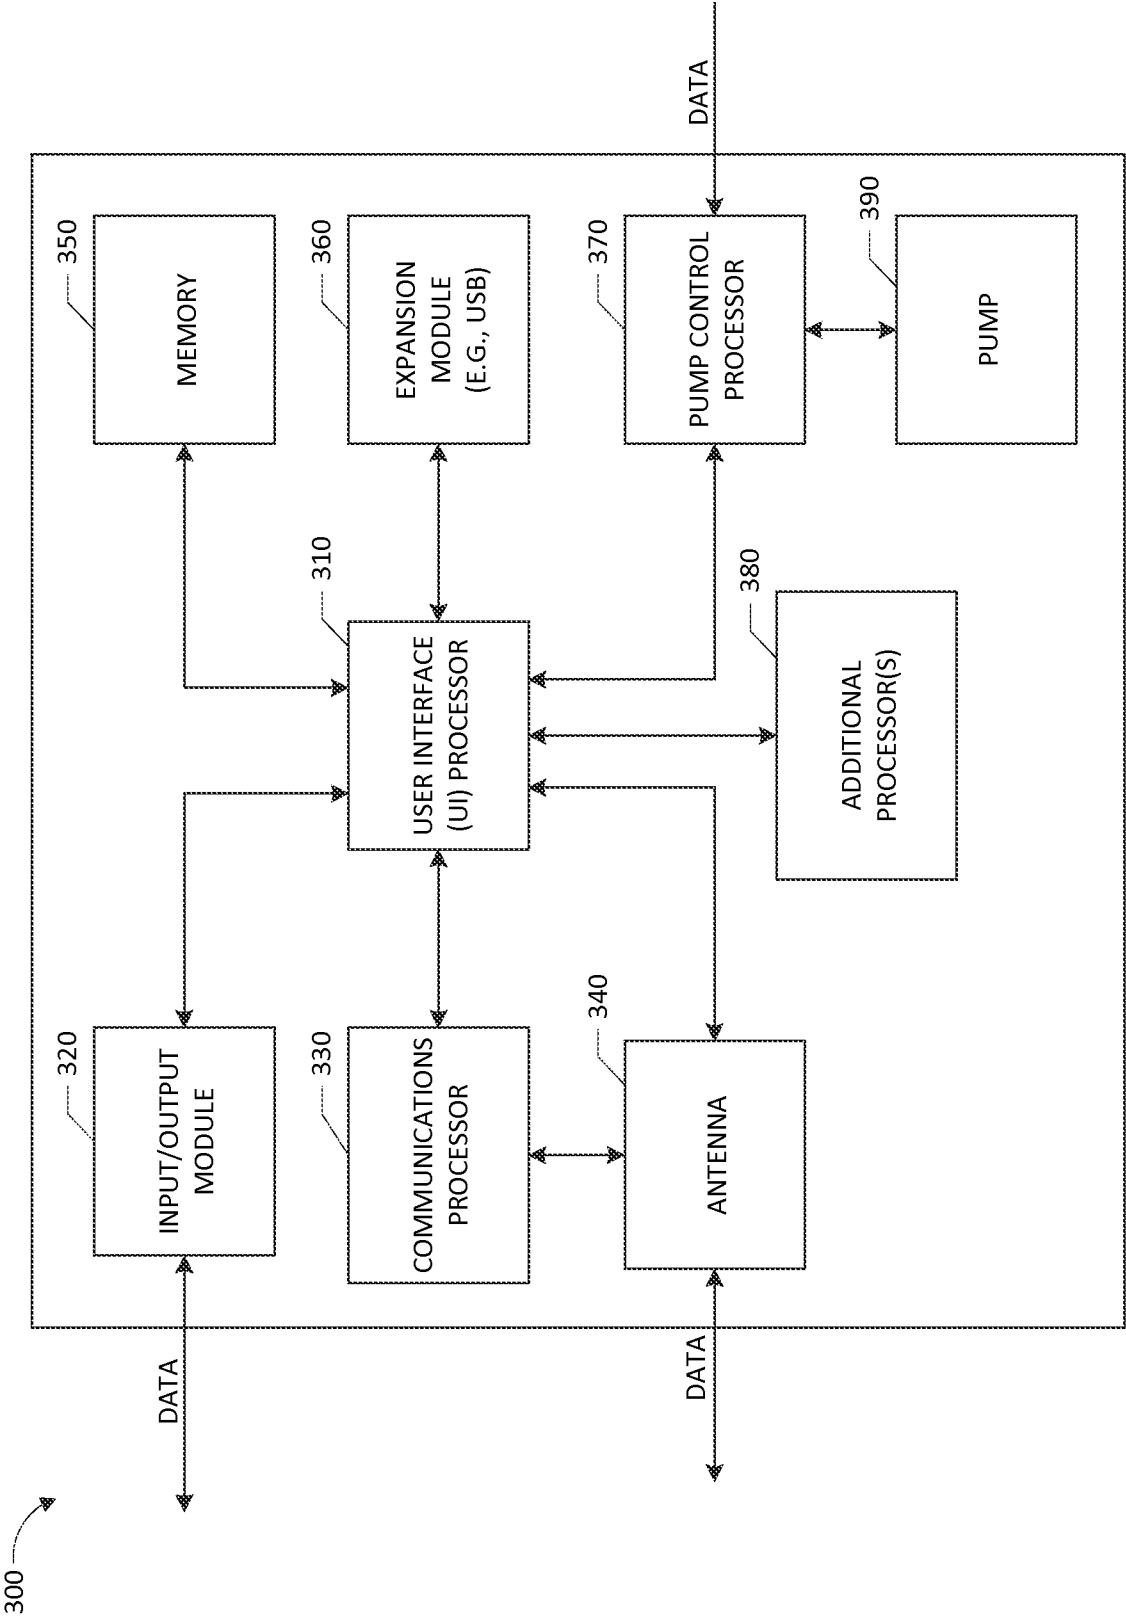 300
DATA
320
INPUT/OUTPUT
MODULE
350
MEMORY
330
COMMUNICATIONS
PROCESSOR
310
USER INTERFACE
(UI) PROCESSOR
360
EXPANSION
MODULE
(E.G., USB)
DATA
340
ANTENNA
370
PUMP CONTROL
PROCESSOR
DATA
380
ADDITIONAL
PROCESSOR(S)
390
PUMP